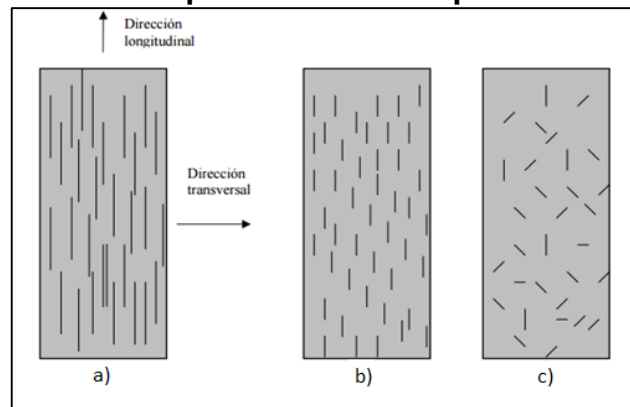 Dirección
longitudinal
Dirección
transversal
a)
b)
c)